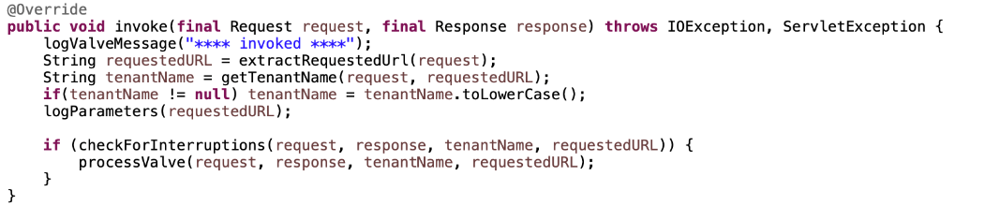 @Override
public void invoke(final Request request, final Response response) throws IOException, ServletException {
    logValveMessage("**** invoked ****");
    String requestedURL = extractRequestedUrl(request);
    String tenantName = getTenantName(request, requestedURL);
    if(tenantName != null) tenantName = tenantName.toLowerCase();
    logParameters(requestedURL);

    if (checkForInterruptions(request, response, tenantName, requestedURL)) {
        processValve(request, response, tenantName, requestedURL);
    }
}